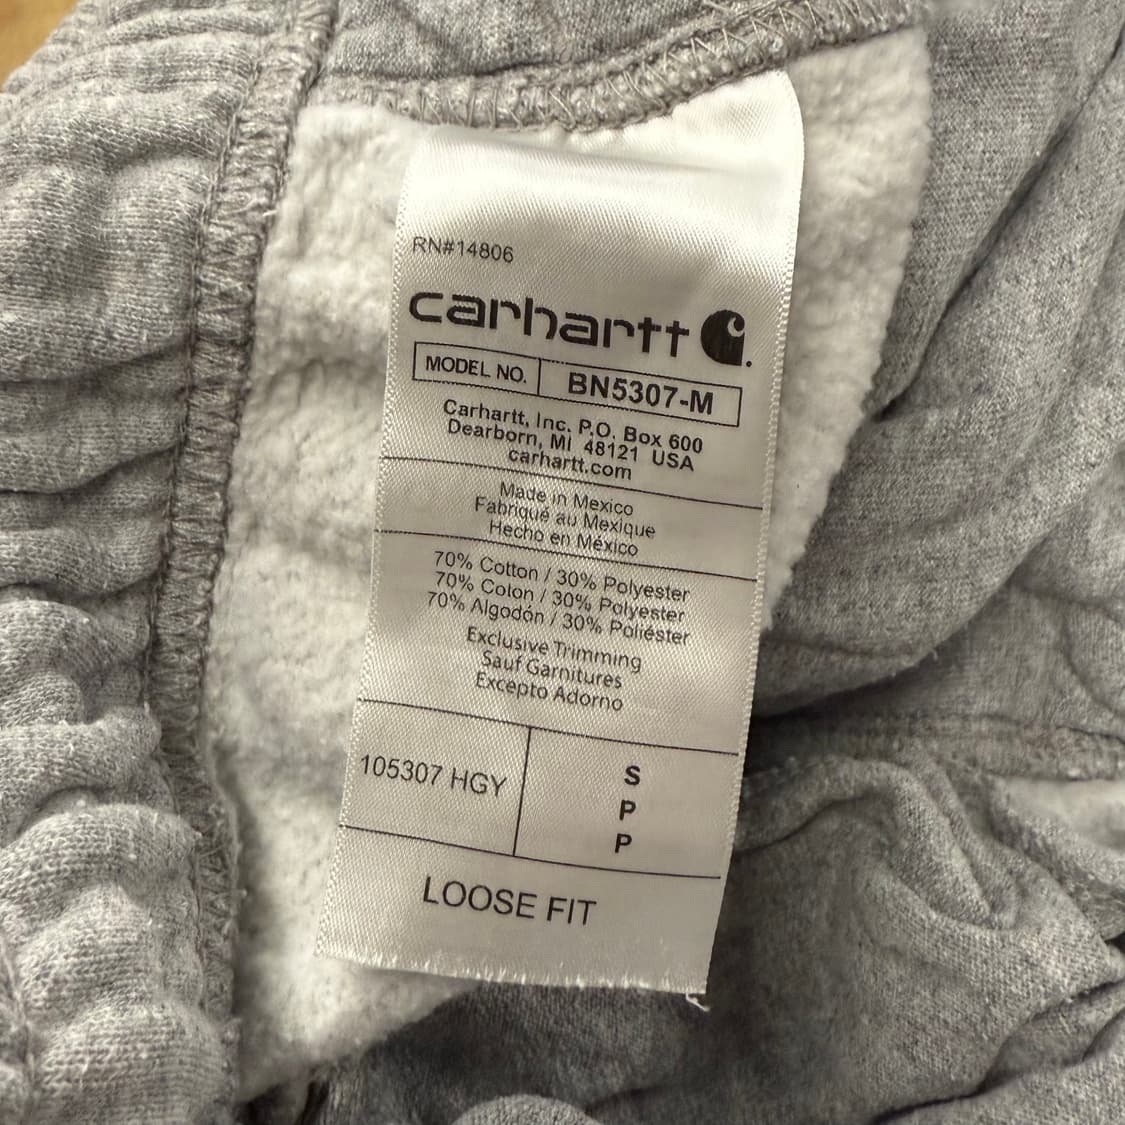 RN#14806
carhartt
MODEL NO. BN5307-M
Carhartt, Inc. P.O. Box 600
Dearborn, MI 48121 USA
carhartt.com
Made in Mexico
Fabriqué au Mexique
Hecho en México
70% Cotton / 30% Polyester
70% Colon / 30% Polyester
70% Algodón / 30% Poliéster
Exclusive Trimming
Sauf Garnitures
Excepto Adorno
105307 HGY
S
P
P
LOOSE FIT